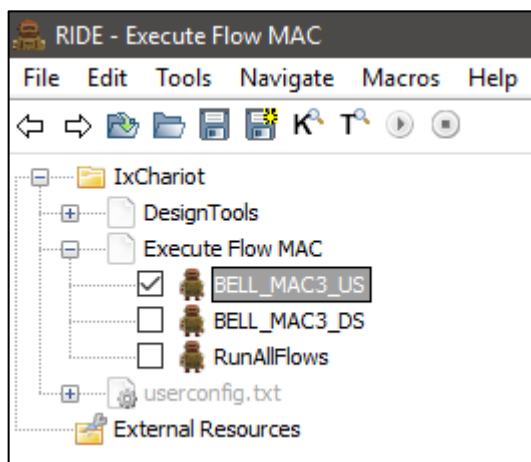 RIDE - Execute Flow MAC
File Edit Tools Navigate Macros Help
K T
IxChariot
DesignTools
Execute Flow MAC
BELL_MAC3_US
BELL_MAC3_DS
RunAllFlows
userconfig.txt
External Resources